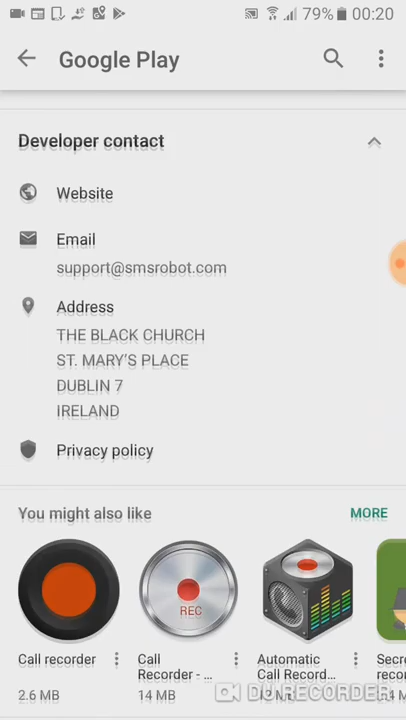 79% 00:20
Google Play
Developer contact
Website
Email
support@smsrobot.com
Address
THE BLACK CHURCH
ST. MARY'S PLACE
DUBLIN 7
IRELAND
Privacy policy
You might also like MORE
REC
Call recorder
Call
Recorder - ...
Automatic
Call Record...
Secre
2.6 MB
14 MB
DU RECORDER